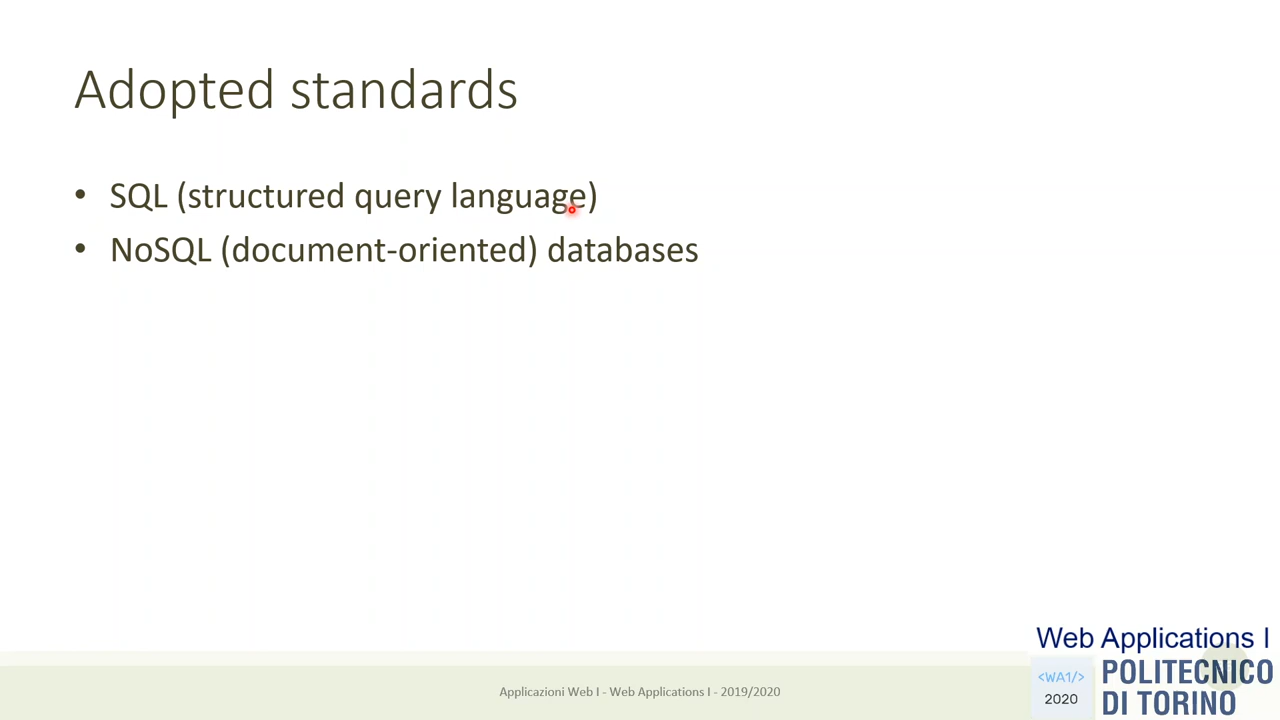 Adopted standards
• SQL (structured query language)
• NoSQL (document-oriented) databases
Web Applications I
<WA1/>
2020
POLITECNICO
DI TORINO
Applicazioni Web I - Web Applications I - 2019/2020